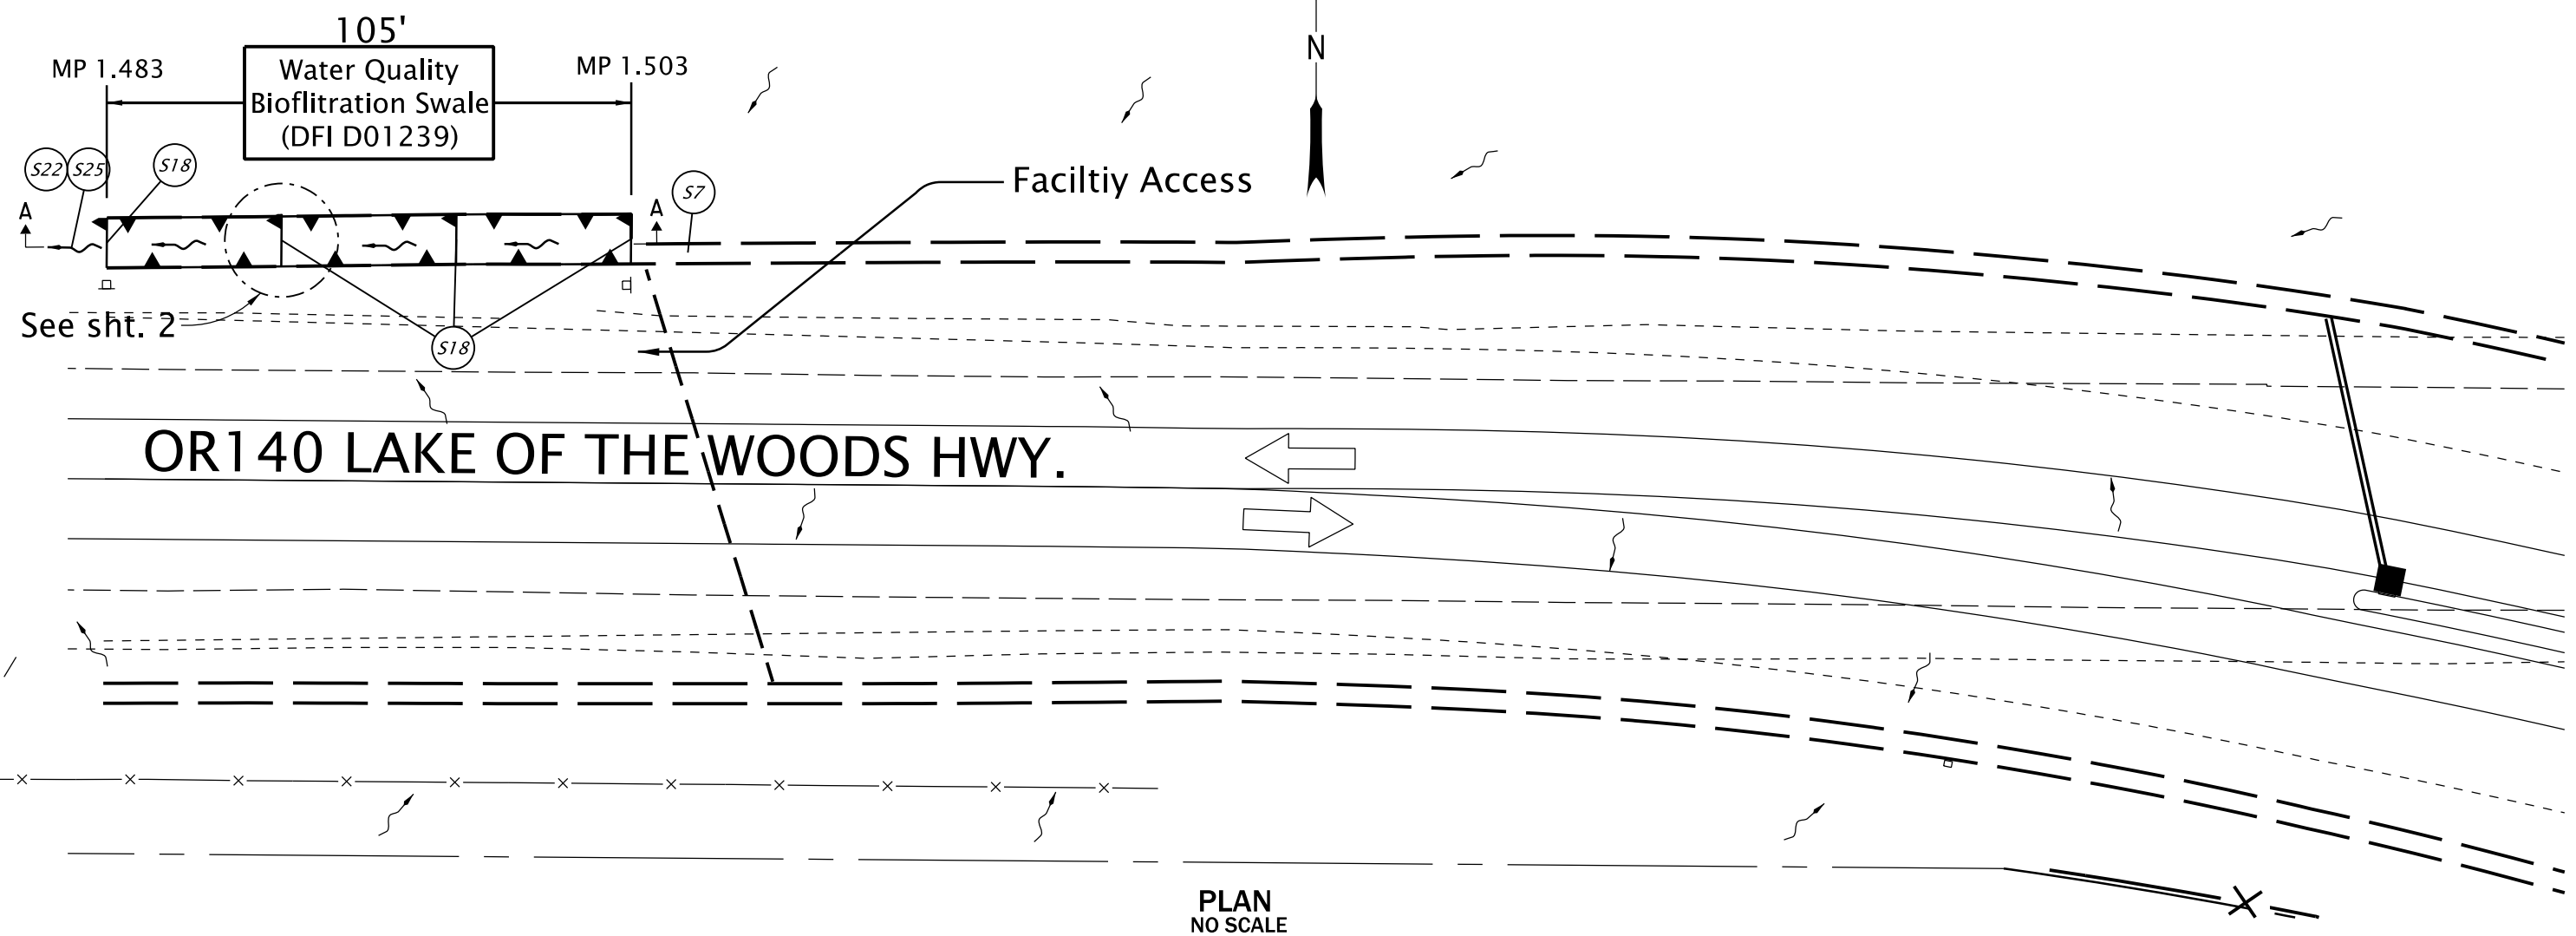 105'
MP 1.483
Water Quality
Bioflitration Swale
(DFI D01239)
MP 1.503
N
S22
S25
S18
S7
Faciltiy Access
A
A
See sht. 2
S18
OR140 LAKE OF THE WOODS HWY.
PLAN
NO SCALE